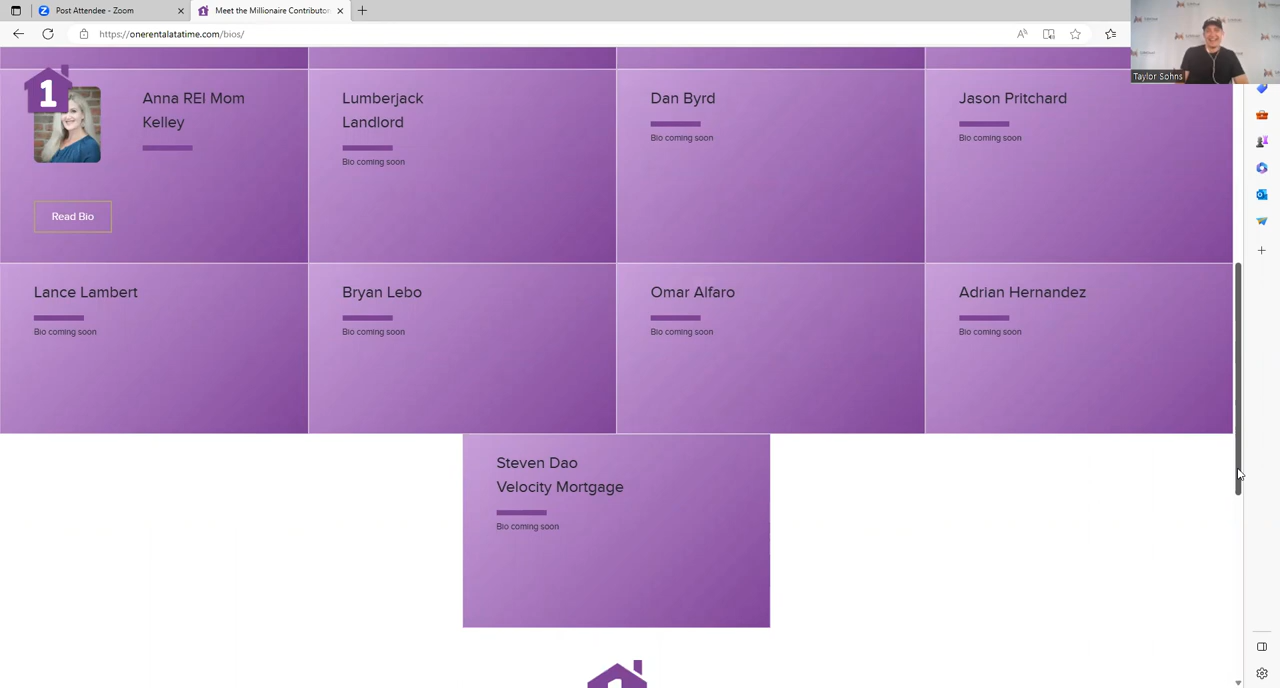 Post Attendee - Zoom
Meet the Millionaire Contributor
https://onerentalatatime.com/bios/
Taylor Sohns
1
Anna REI Mom
Kelley
Read Bio
Lumberjack
Landlord
Bio coming soon
Dan Byrd
Bio coming soon
Jason Pritchard
Bio coming soon
Lance Lambert
Bio coming soon
Bryan Lebo
Bio coming soon
Omar Alfaro
Bio coming soon
Adrian Hernandez
Bio coming soon
Steven Dao
Velocity Mortgage
Bio coming soon